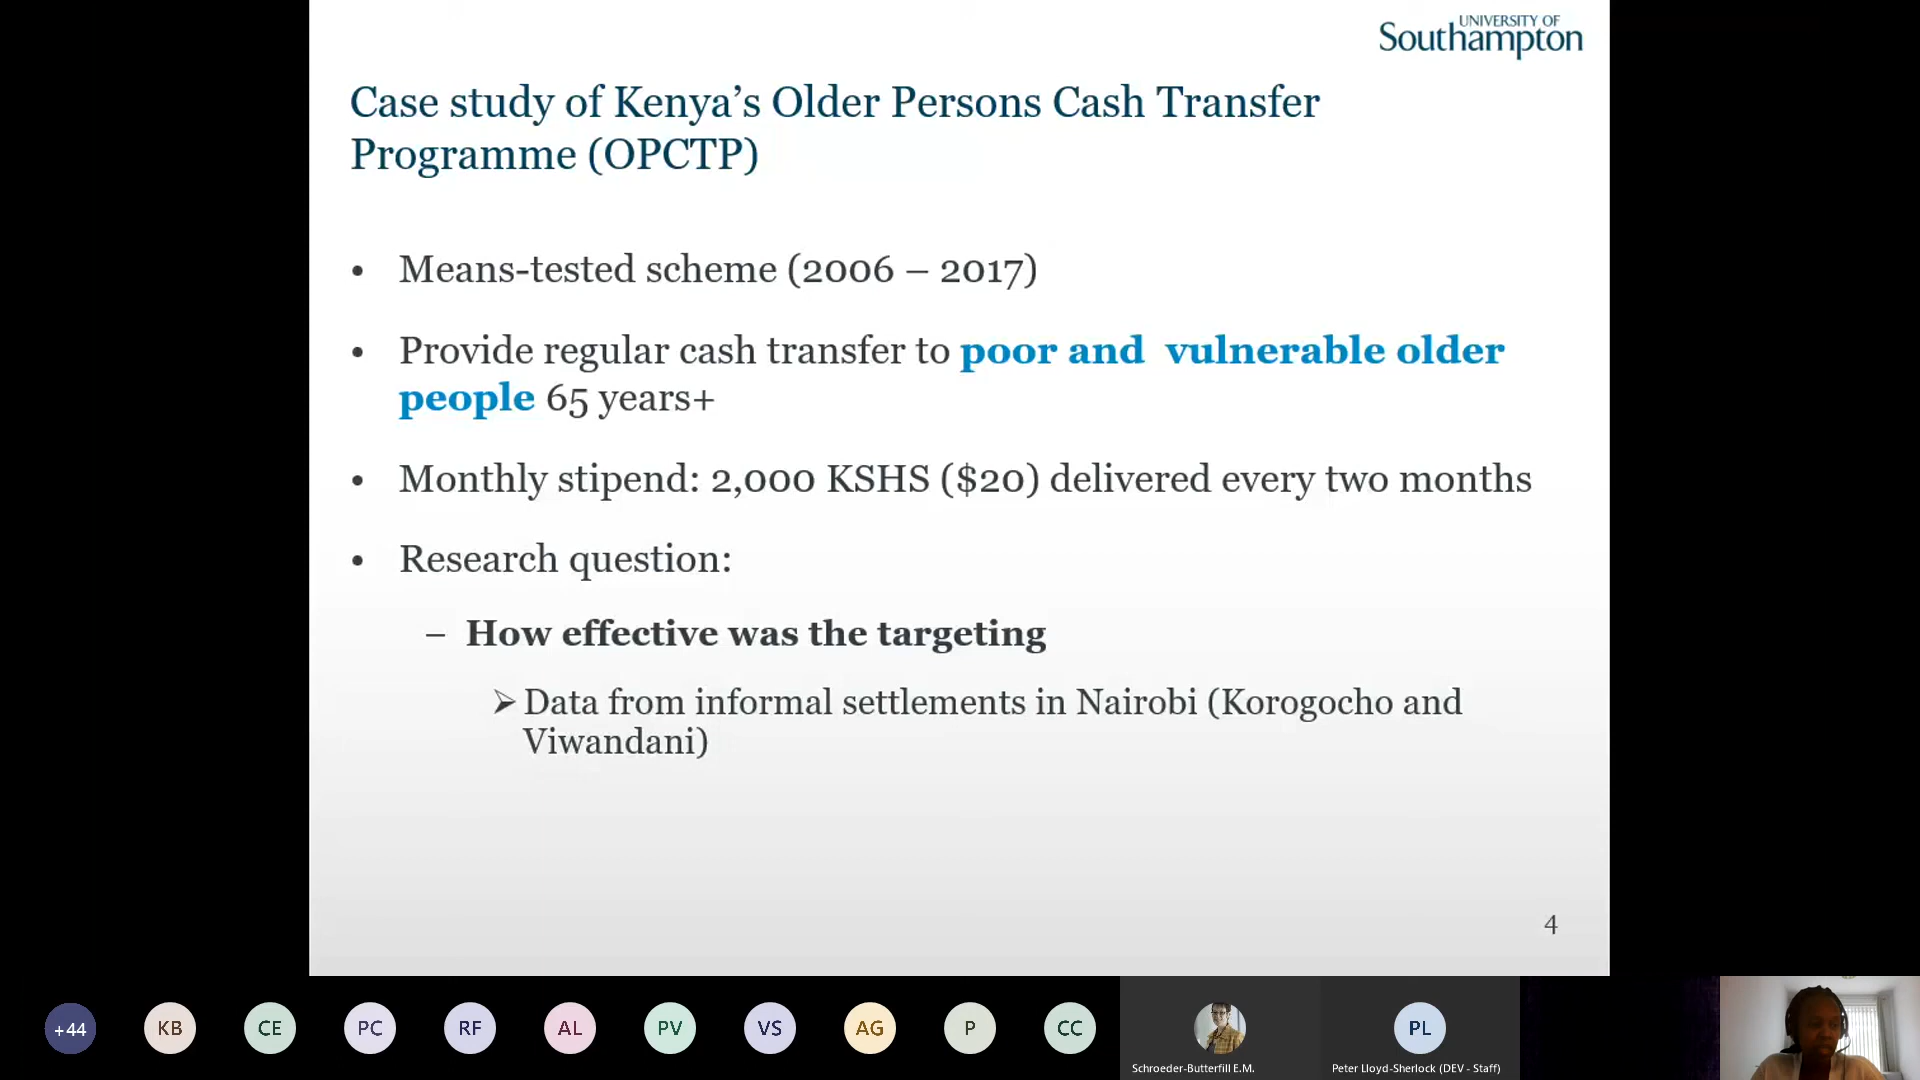 UNIVERSITY OF
Southampton
Case study of Kenya’s Older Persons Cash Transfer
Programme (OPCTP)
• Means-tested scheme (2006 – 2017)
• Provide regular cash transfer to poor and  vulnerable older
people 65 years+
• Monthly stipend: 2,000 KSHS ($20) delivered every two months
• Research question:
– How effective was the targeting
➢ Data from informal settlements in Nairobi (Korogocho and
Viwandani)
4
+44 KB CE PC RF AL PV VS AG P CC PL
Schroeder-Butterfill E.M. Peter Lloyd-Sherlock (DEV - Staff)